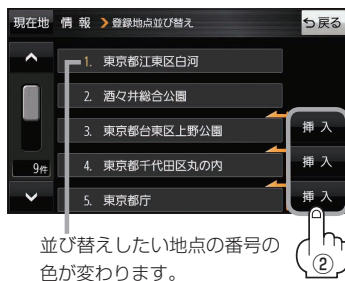 現在地 情 報 登録地点並び替え 戻る
1. 東京都江東区白河
2. 酒々井総合公園
3. 東京都台東区上野公園 挿 入
9件 4. 東京都千代田区丸の内 挿 入
5. 東京都庁 挿 入
並び替えしたい地点の番号の
色が変わります。
②